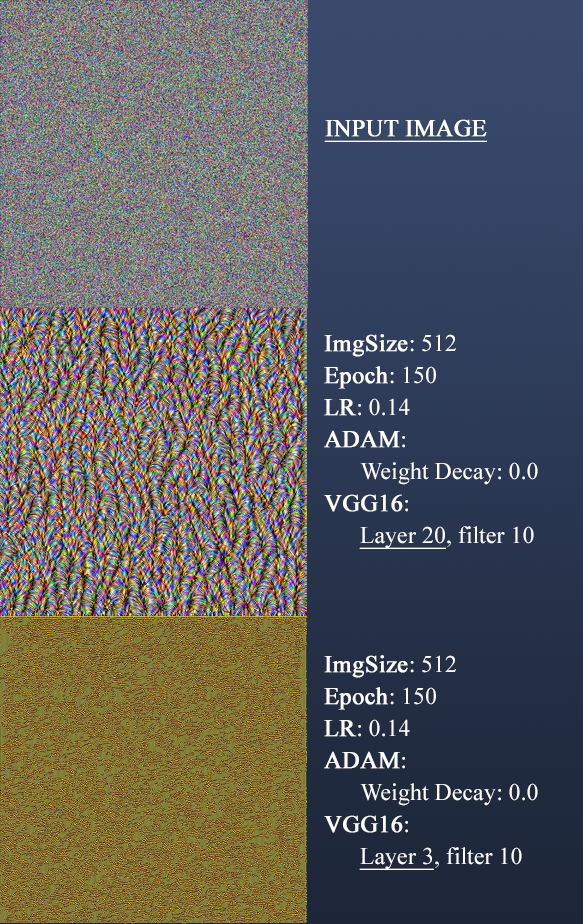 INPUT IMAGE
ImgSize: 512
Epoch: 150
LR: 0.14
ADAM:
Weight Decay: 0.0
VGG16:
Layer 20, filter 10
ImgSize: 512
Epoch: 150
LR: 0.14
ADAM:
Weight Decay: 0.0
VGG16:
Layer 3, filter 10